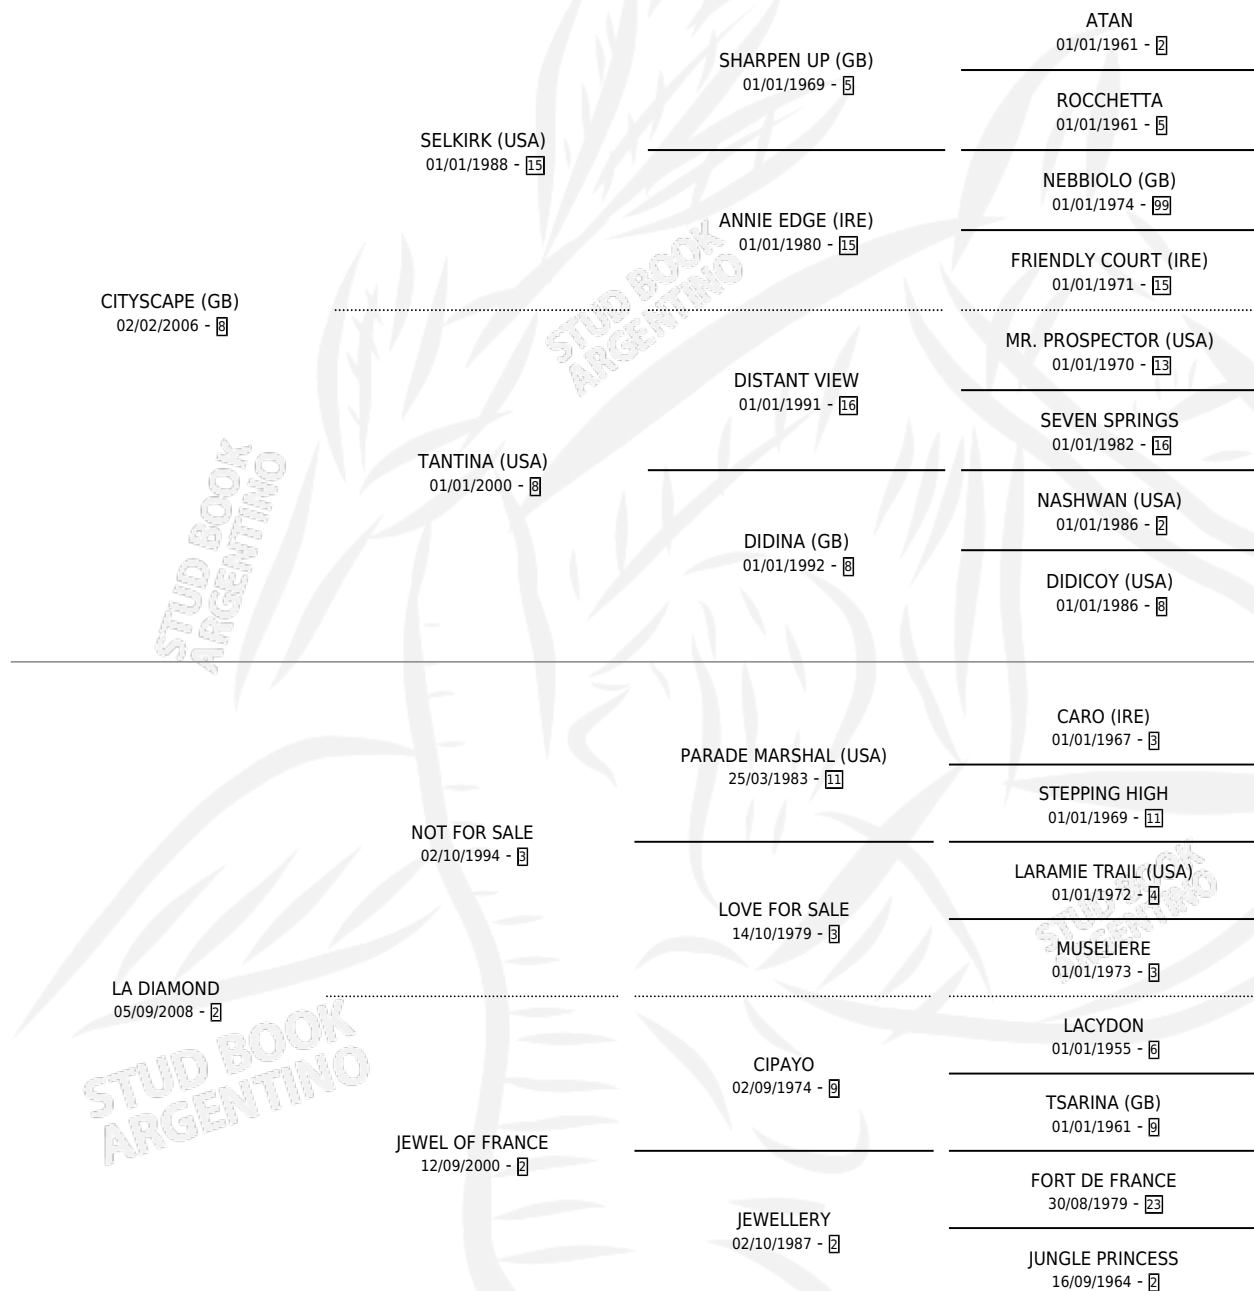 ATAN
01/01/1961 - 2
SHARPEN UP (GB)
01/01/1969 - 5
ROCCHETTA
01/01/1961 - 5
SELKIRK (USA)
01/01/1988 - 15
NEBBIOLO (GB)
01/01/1974 - 99
ANNIE EDGE (IRE)
01/01/1980 - 15
FRIENDLY COURT (IRE)
01/01/1971 - 15
CITYSCAPE (GB)
02/02/2006 - 8
STUD BOOK
ARGENTINO
MR. PROSPECTOR (USA)
01/01/1970 - 13
DISTANT VIEW
01/01/1991 - 16
SEVEN SPRINGS
01/01/1982 - 16
TANTINA (USA)
01/01/2000 - 8
NASHWAN (USA)
01/01/1986 - 2
DIDINA (GB)
01/01/1992 - 8
DIDICOY (USA)
01/01/1986 - 8
STUD BOOK
ARGENTINO
CARO (IRE)
01/01/1967 - 3
PARADE MARSHAL (USA)
25/03/1983 - 11
STEPPING HIGH
01/01/1969 - 11
NOT FOR SALE
02/10/1994 - 3
LARAMIE TRAIL (USA)
01/01/1972 - 4
LOVE FOR SALE
14/10/1979 - 3
MUSELIERE
01/01/1973 - 3
STUD BOOK
ARGENTINO
LA DIAMOND
05/09/2008 - 2
LACYDON
01/01/1955 - 6
CIPAYO
02/09/1974 - 9
TSARINA (GB)
01/01/1961 - 9
STUD BOOK
ARGENTINO
JEWEL OF FRANCE
12/09/2000 - 2
FORT DE FRANCE
30/08/1979 - 23
JEWELLERY
02/10/1987 - 2
JUNGLE PRINCESS
16/09/1964 - 2